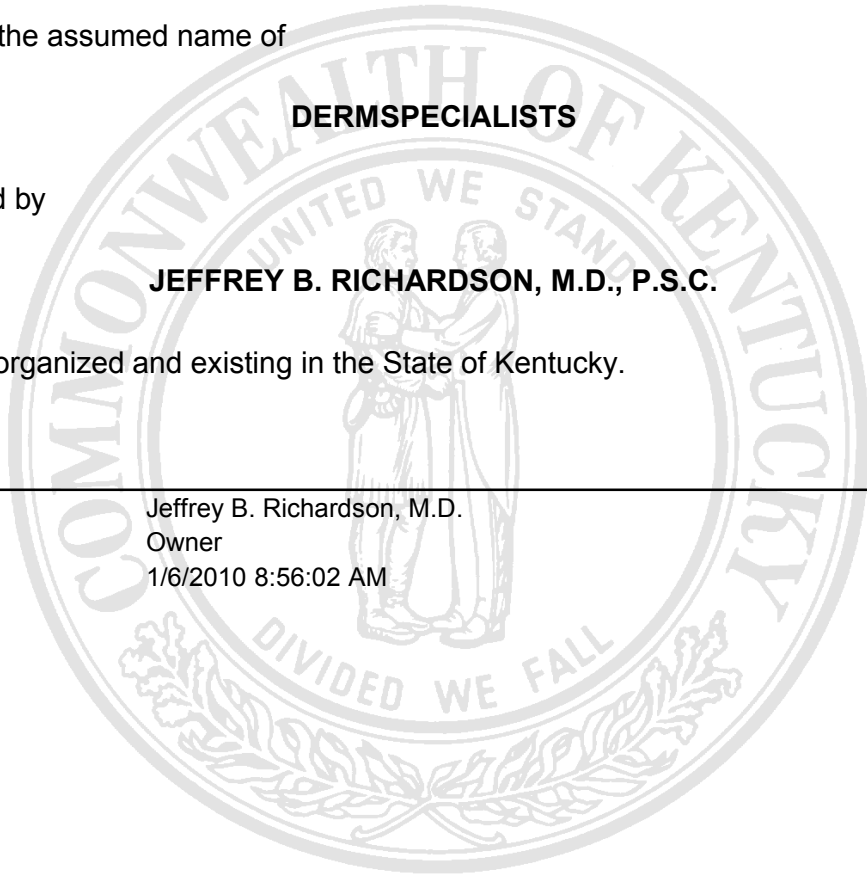 the assumed name of
DERMSPECIALISTS
d by
JEFFREY B. RICHARDSON, M.D., P.S.C.
organized and existing in the State of Kentucky.
Jeffrey B. Richardson, M.D.
Owner
1/6/2010 8:56:02 AM
COMMONWEALTH OF KENTUCKY
UNITED WE STAND
DIVIDED WE FALL